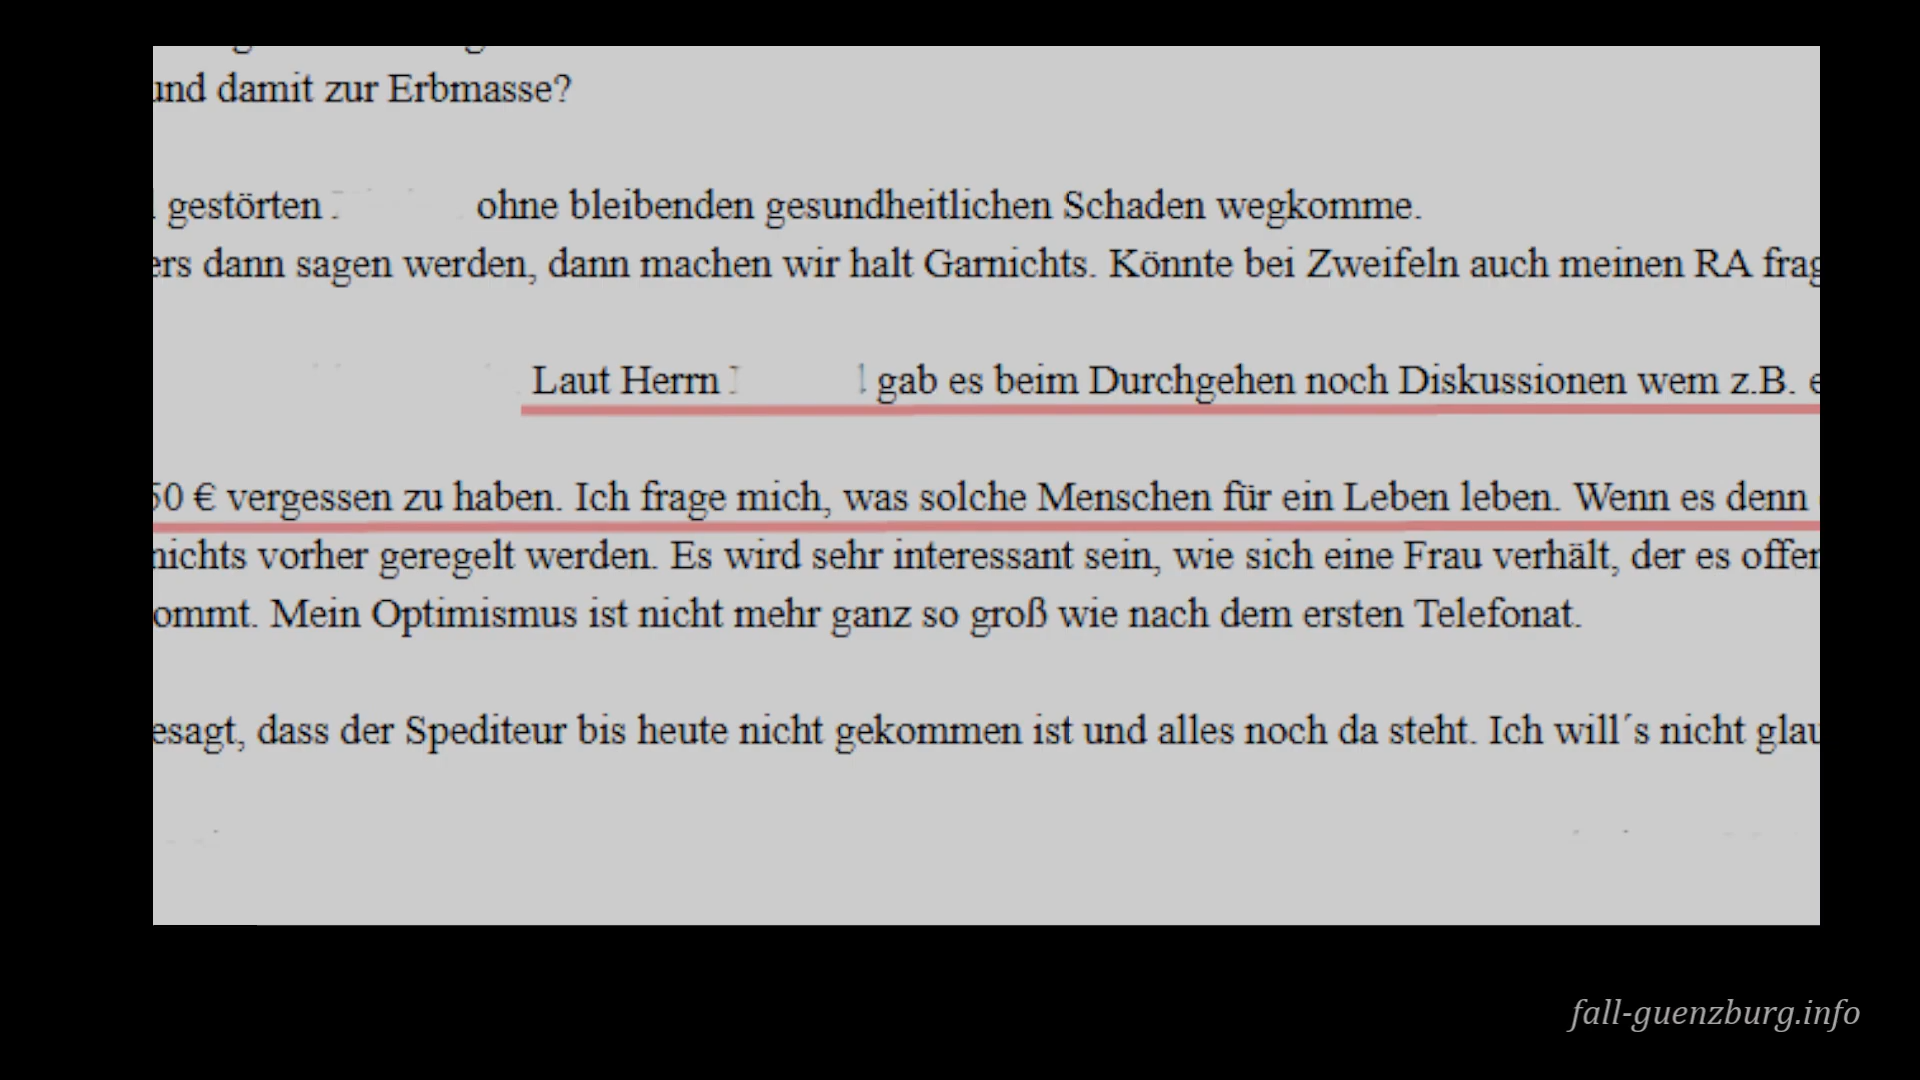 und damit zur Erbmasse?
gestörten ohne bleibenden gesundheitlichen Schaden wegkomme.
ers dann sagen werden, dann machen wir halt Garnichts. Könnte bei Zweifeln auch meinen RA frag
Laut Herrn gab es beim Durchgehen noch Diskussionen wem z.B. e
50 € vergessen zu haben. Ich frage mich, was solche Menschen für ein Leben leben. Wenn es denn
nichts vorher geregelt werden. Es wird sehr interessant sein, wie sich eine Frau verhält, der es offen
ommt. Mein Optimismus ist nicht mehr ganz so groß wie nach dem ersten Telefonat.
esagt, dass der Spediteur bis heute nicht gekommen ist und alles noch da steht. Ich will´s nicht glau
fall-guenzburg.info